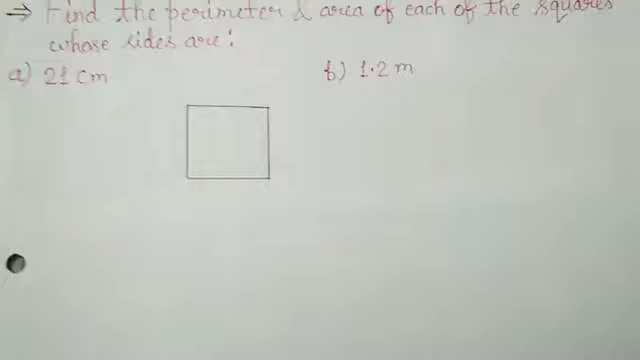 → Find the perimeter & area of each of the squares
whose sides are :
a) 21 cm
b) 1.2 m